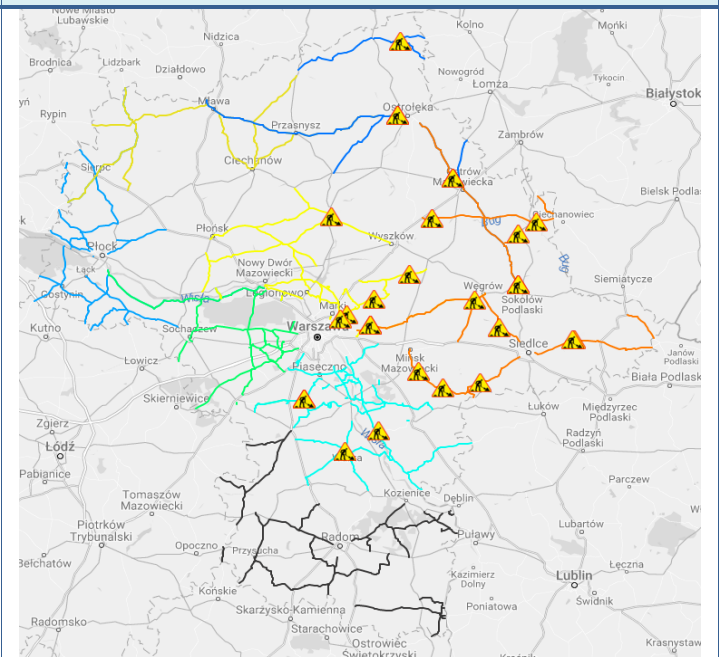 Nowe Miasto
Lubawskie
Kolno
Mońki
Nidzica
Brodnica
Lidzbark
Działdowo
Nowogród
Łomża
Tykocin
Białystok
Mława
Ostrołęka
Rypin
Przasnysz
Zambrów
Sierpc
Ciechanów
Bielsk Podlas
Ciechanowiec
Bug
Płońsk
Wyszków
Płock
Bug
Łąck
Nowy Dwór
Mazowiecki
Węgrów
Siemiatycze
Gostynin
Wisła
Legionowo
Sokołów
Podlaski
Marki
Kutno
Sochaczew
Warszawa
Siedlce
Łowicz
Piaseczno
Mińsk
Mazowiecki
Janów
Podlaski
Biała Podlask
Skierniewice
Łuków
Międzyrzec
Podlaski
Zgierz
Radzyń
Podlaski
Łódź
Pabianice
Parczew
Kozienice
Dęblin
Tomaszów
Mazowiecki
Piotrków
Trybunalski
Radom
Puławy
Lubartów
Opoczno
Przysucha
Bełchatów
Łęczna
Końskie
Kazimierz
Dolny
Lublin
Świdnik
Poniatowa
Skarżysko-Kamienna
Radomsko
Starachowice
Ostrowiec
Świętokrzyski
Krasnystaw